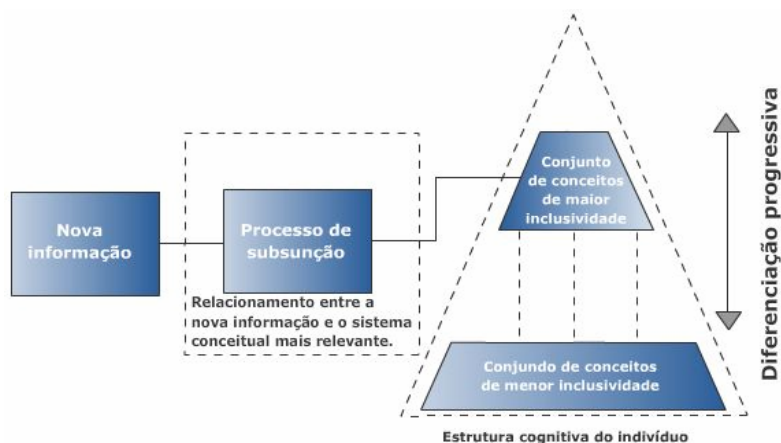 Nova
informação
Processo de
subsunção
Relacionamento entre a
nova informação e o sistema
conceitual mais relevante.
Conjunto
de conceitos
de maior
inclusividade
Conjundo de conceitos
de menor inclusividade
Estrutura cognitiva do indivíduo
Diferenciação progressiva